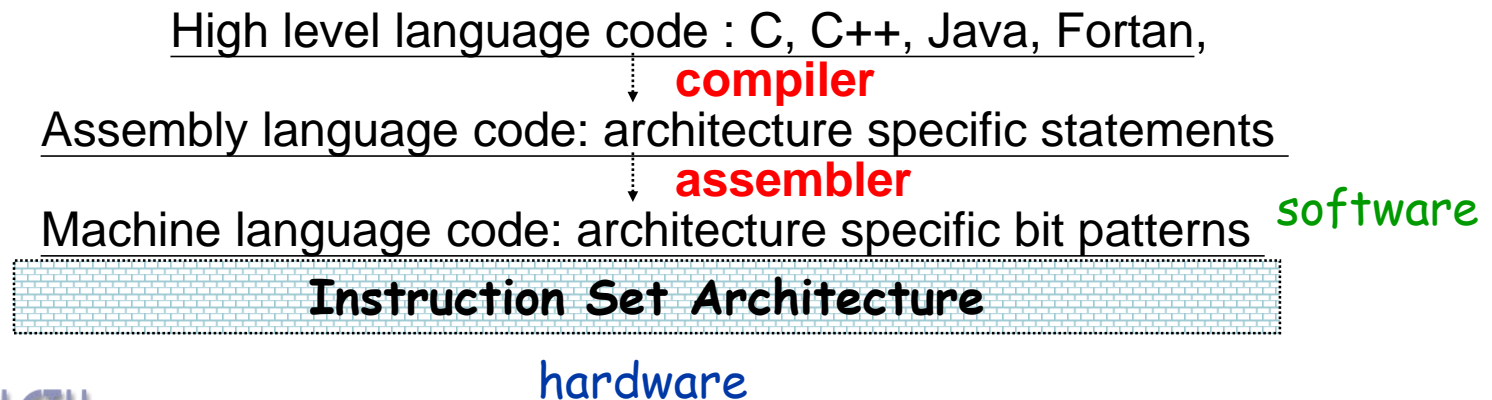 High level language code : C, C++, Java, Fortan,
compiler
Assembly language code: architecture specific statements
assembler
Machine language code: architecture specific bit patterns
software
Instruction Set Architecture
hardware